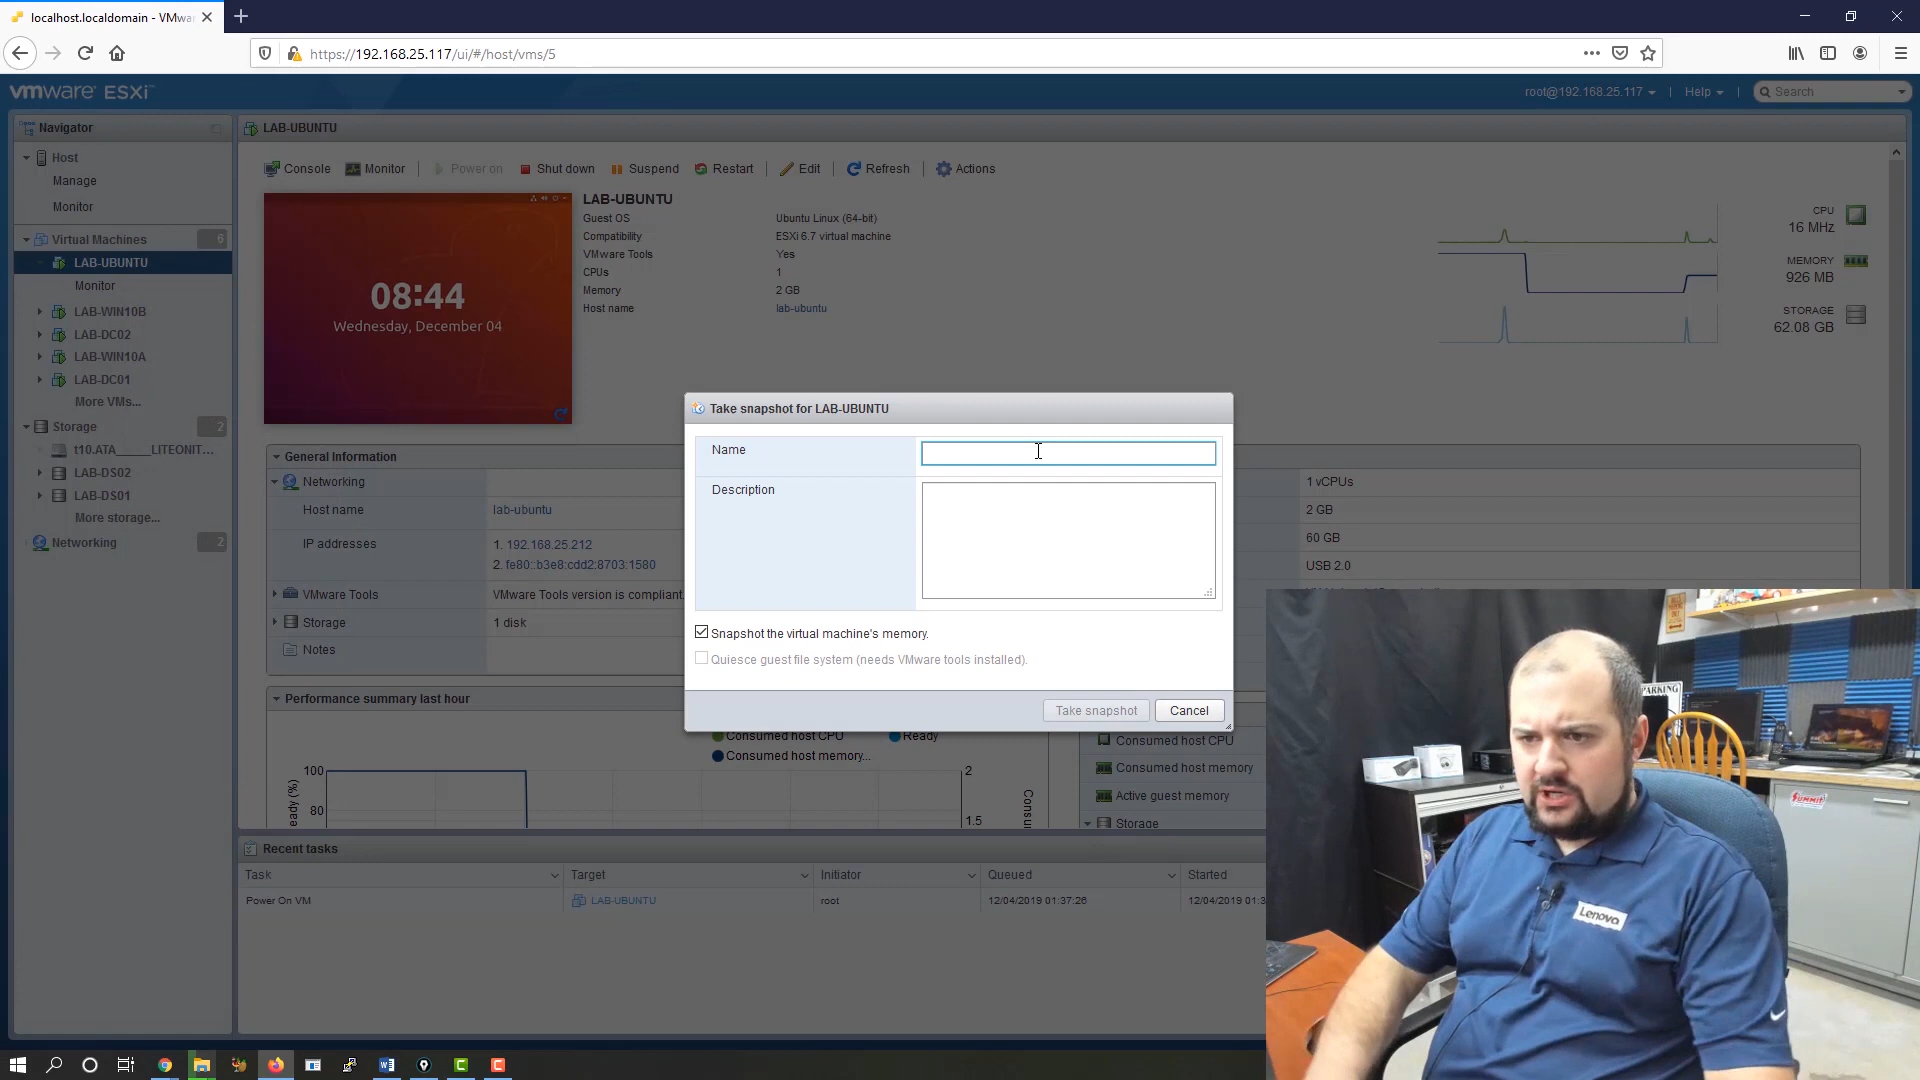 localhost.localdomain - VMwa
https://192.168.25.117/ui/#/host/vms/5
vmware ESXi
root@192.168.25.117 | Help | Search
Navigator
Host
Manage
Monitor
Virtual Machines 6
LAB-UBUNTU
Monitor
LAB-WIN10B
LAB-DC02
LAB-WIN10A
LAB-DC01
More VMs...
Storage 2
t10.ATA_____LITEONIT...
LAB-DS02
LAB-DS01
More storage...
Networking 2
LAB-UBUNTU
Console Monitor Power on Shut down Suspend Restart Edit Refresh Actions
08:44
Wednesday, December 04
LAB-UBUNTU
Guest OS Ubuntu Linux (64-bit)
Compatibility ESXi 6.7 virtual machine
VMware Tools Yes
CPUs 1
Memory 2 GB
Host name lab-ubuntu
CPU
16 MHz
MEMORY
926 MB
STORAGE
62.08 GB
General Information
Networking
Host name lab-ubuntu
IP addresses 1. 192.168.25.212
2. fe80::b3e8:cdd2:8703:1580
VMware Tools VMware Tools version is compliant.
Storage 1 disk
Notes
1 vCPUs
2 GB
60 GB
USB 2.0
Take snapshot for LAB-UBUNTU
Name
Description
Snapshot the virtual machine's memory.
Quiesce guest file system (needs VMware tools installed).
Take snapshot Cancel
Performance summary last hour
Consumed host CPU Ready
Consumed host memory...
100
80
eady (%)
2
1.5
Consur
Consumed host CPU
Consumed host memory
Active guest memory
Storage
Recent tasks
Task Target Initiator Queued Started
Power On VM LAB-UBUNTU root 12/04/2019 01:37:26 12/04/2019 01:3
PARKING
Summit
Lenovo